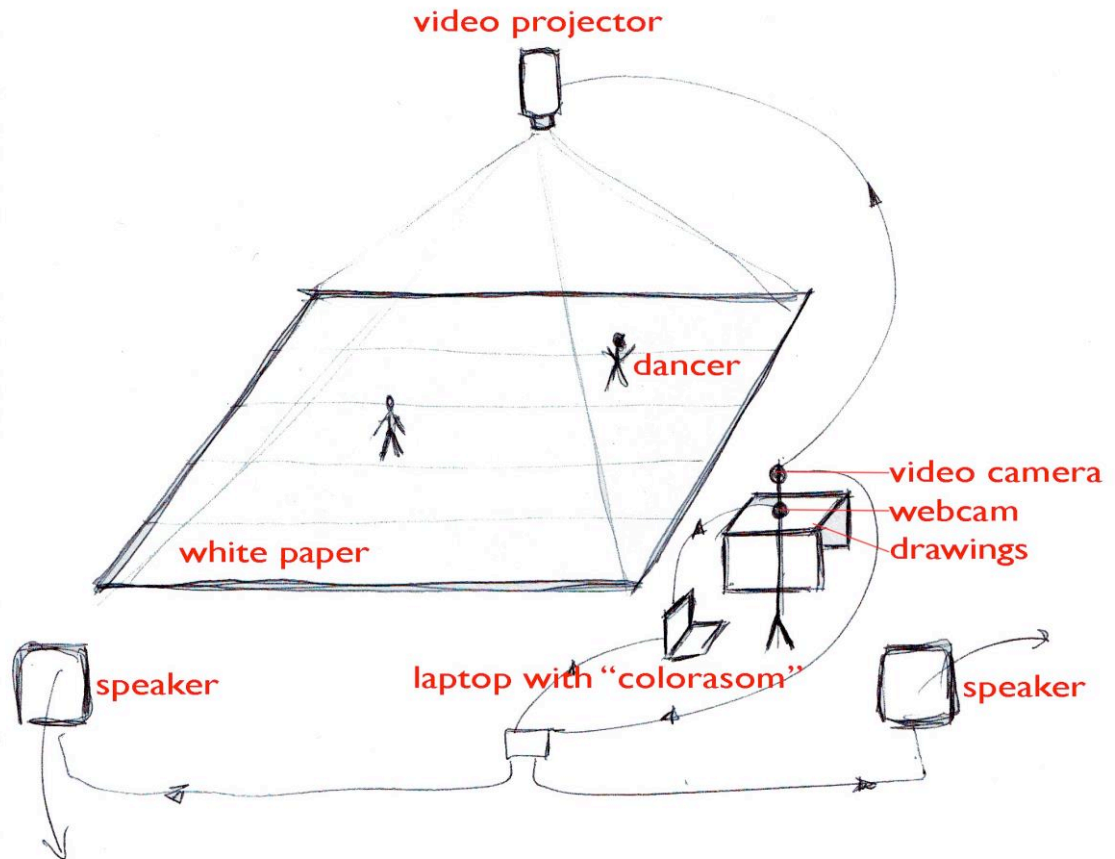 video projector
dancer
video camera
webcam
drawings
white paper
laptop with “colorasom”
speaker
speaker